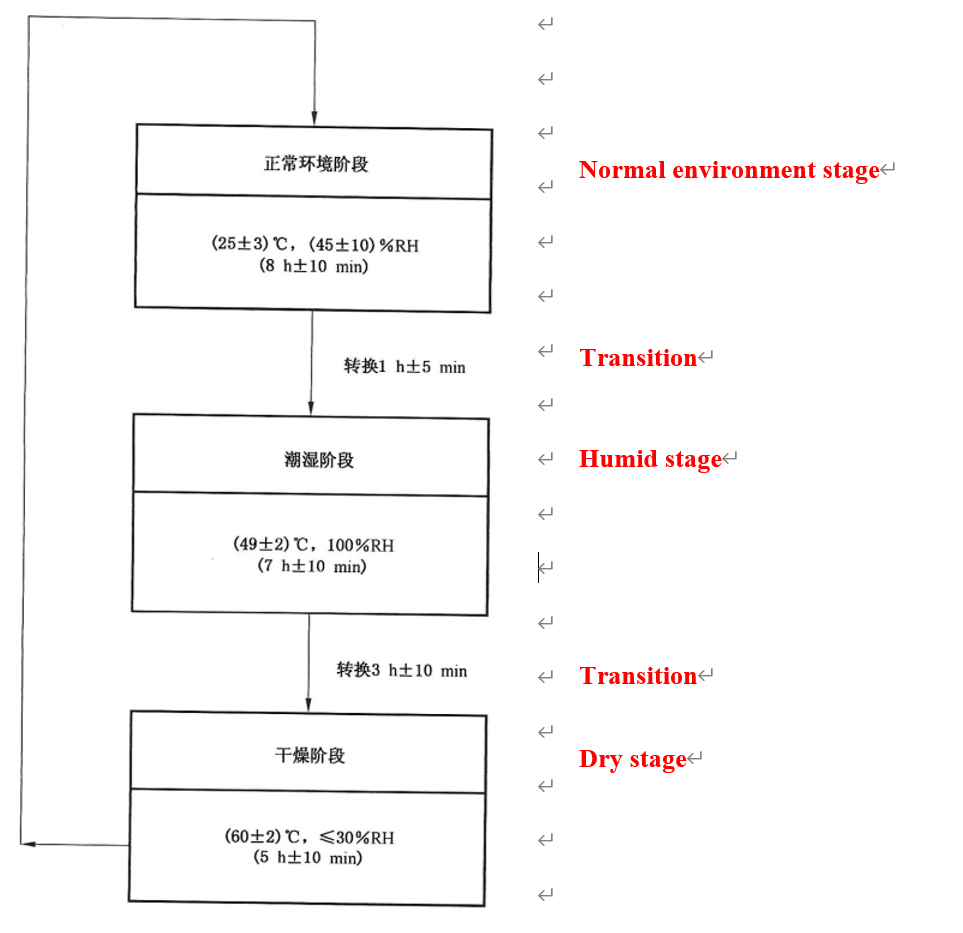 正常环境阶段
Normal environment stage
(25±3)℃，(45±10)%RH
(8 h±10 min)
转换1 h±5 min
Transition
潮湿阶段
Humid stage
(49±2)℃，100%RH
(7 h±10 min)
转换3 h±10 min
Transition
干燥阶段
Dry stage
(60±2)℃，≤30%RH
(5 h±10 min)